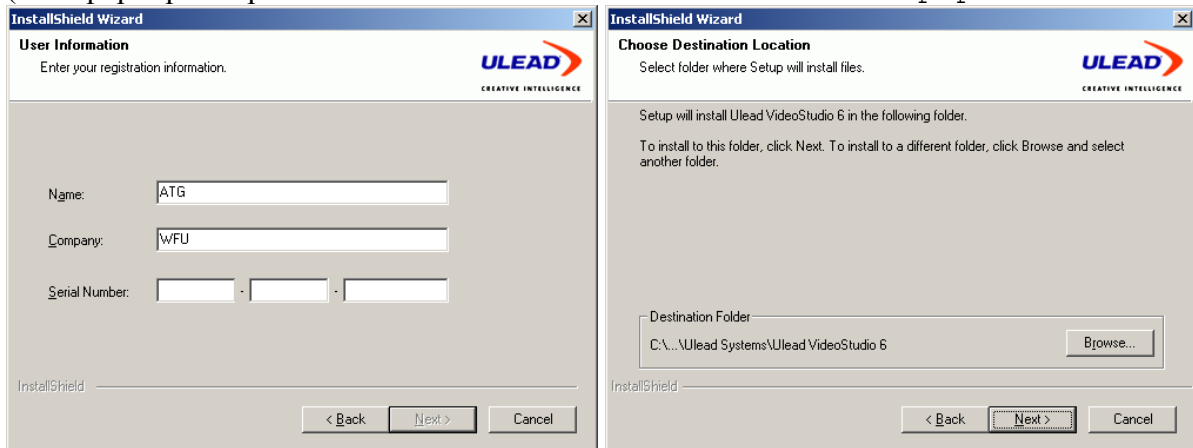 InstallShield Wizard
User Information
Enter your registration information.
ULEAD
CREATIVE INTELLIGENCE
Name: ATG
Company: WFU
Serial Number: - -
InstallShield
< Back Next > Cancel
InstallShield Wizard
Choose Destination Location
Select folder where Setup will install files.
ULEAD
CREATIVE INTELLIGENCE
Setup will install Ulead VideoStudio 6 in the following folder.
To install to this folder, click Next. To install to a different folder, click Browse and select
another folder.
Destination Folder
C:\...\Ulead Systems\Ulead VideoStudio 6 Browse...
InstallShield
< Back Next > Cancel